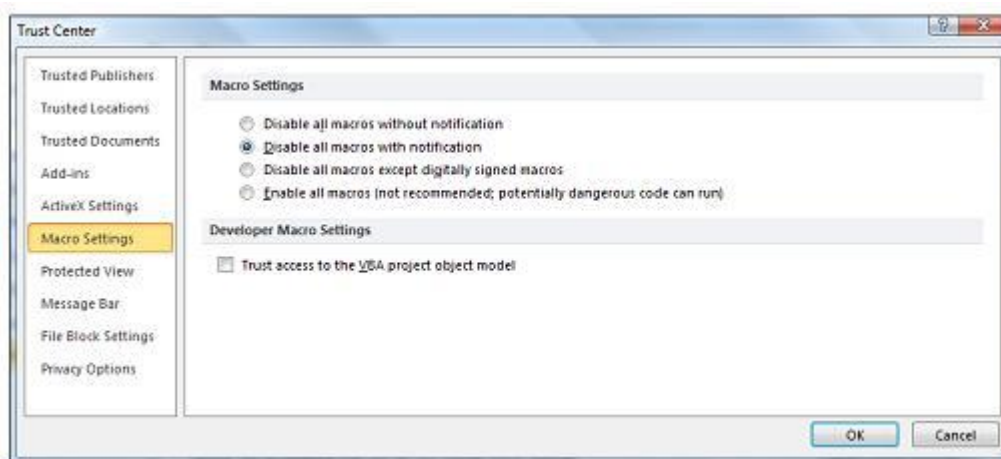 Trust Center
Trusted Publishers
Trusted Locations
Trusted Documents
Add-ins
ActiveX Settings
Macro Settings
Protected View
Message Bar
File Block Settings
Privacy Options
Macro Settings
Disable all macros without notification
Disable all macros with notification
Disable all macros except digitally signed macros
Enable all macros (not recommended; potentially dangerous code can run)
Developer Macro Settings
Trust access to the VBA project object model
OK
Cancel